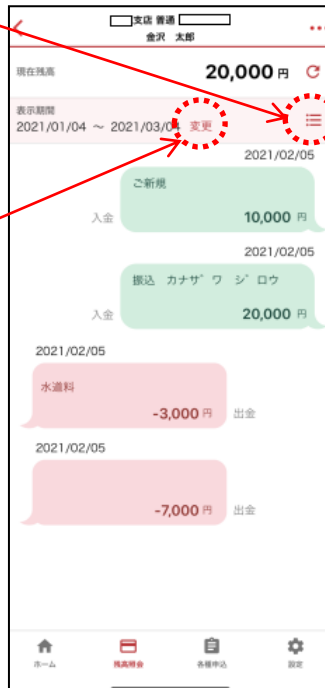 支店 普通
金沢 太郎
現在残高 20,000 円
表示期間
2021/01/04 ～ 2021/03/04 変更
2021/02/05
ご新規
入金 10,000 円
2021/02/05
振込 カナザワ ジロウ
入金 20,000 円
2021/02/05
水道料
-3,000 円 出金
2021/02/05
-7,000 円 出金
ホーム 残高照会 各種申込 設定